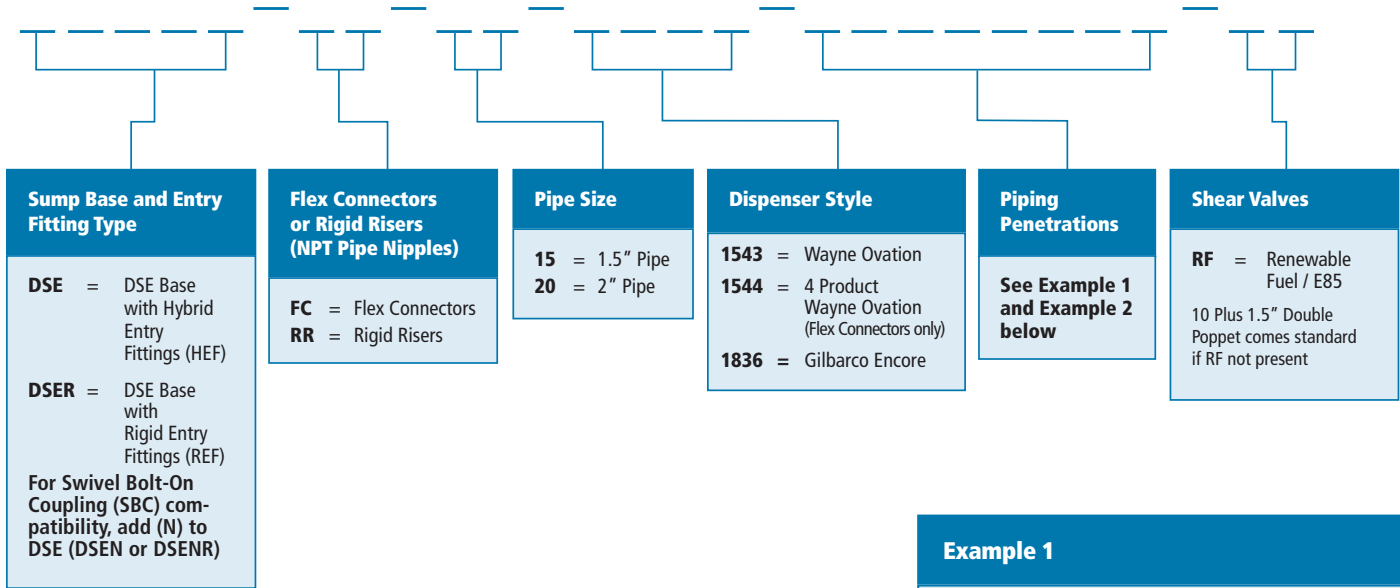 Sump Base and Entry
Fitting Type
DSE = DSE Base
with Hybrid
Entry
Fittings (HEF)
DSER = DSE Base
with
Rigid Entry
Fittings (REF)
For Swivel Bolt-On
Coupling (SBC) com-
patibility, add (N) to
DSE (DSEN or DSENR)
Flex Connectors
or Rigid Risers
(NPT Pipe Nipples)
FC = Flex Connectors
RR = Rigid Risers
Pipe Size
15 = 1.5” Pipe
20 = 2” Pipe
Dispenser Style
1543 = Wayne Ovation
1544 = 4 Product
Wayne Ovation
(Flex Connectors only)
1836 = Gilbarco Encore
Piping
Penetrations
See Example 1
and Example 2
below
Shear Valves
RF = Renewable
Fuel / E85
10 Plus 1.5” Double
Poppet comes standard
if RF not present
Example 1